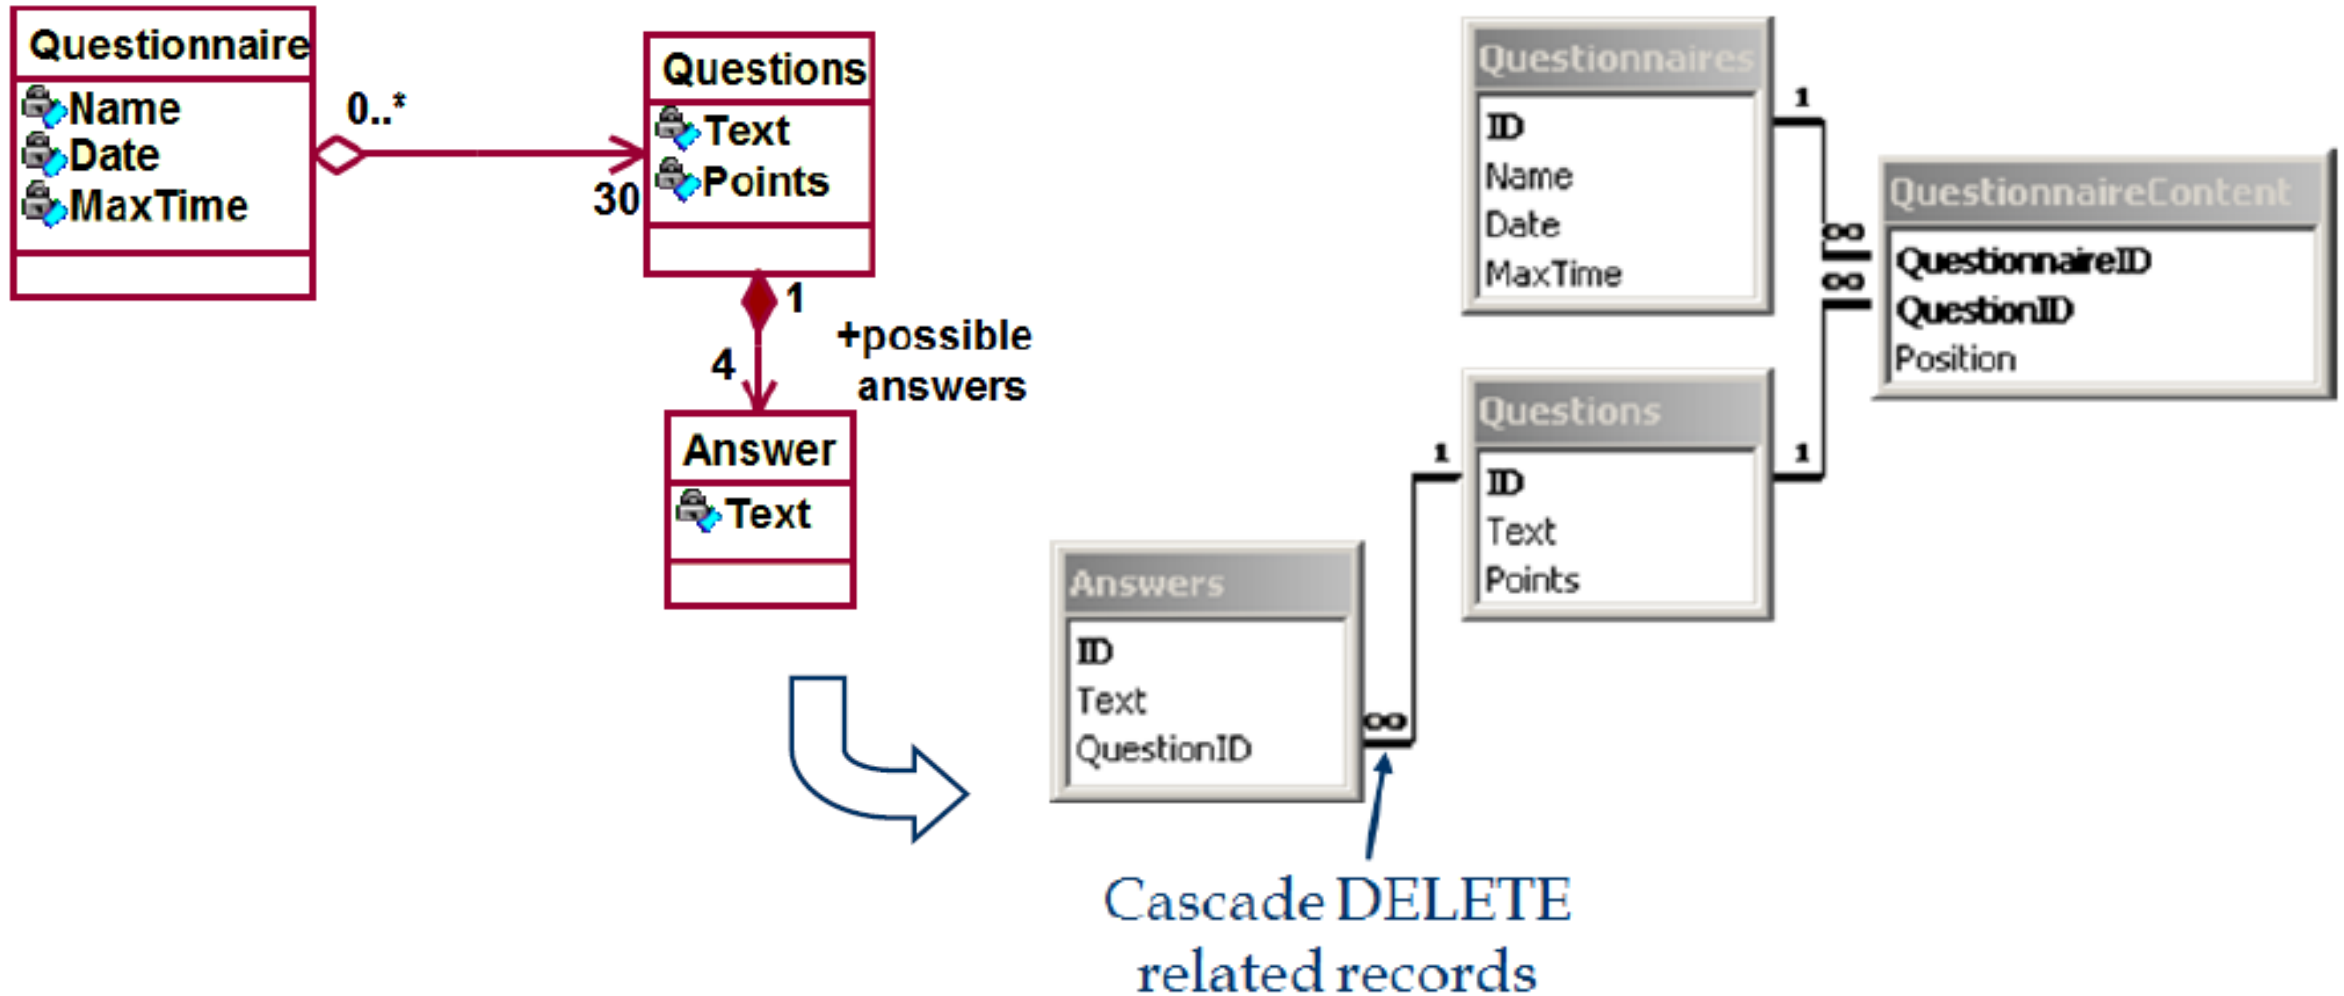 Questionnaire
Name
Date
MaxTime
0..*
30
Questions
Text
Points
1
4
+possible
answers
Answer
Text
Questionnaires
ID
Name
Date
MaxTime
1
∞
∞
QuestionnaireContent
QuestionnaireID
QuestionID
Position
Questions
ID
Text
Points
1
1
Answers
ID
Text
QuestionID
∞
Cascade DELETE
related records